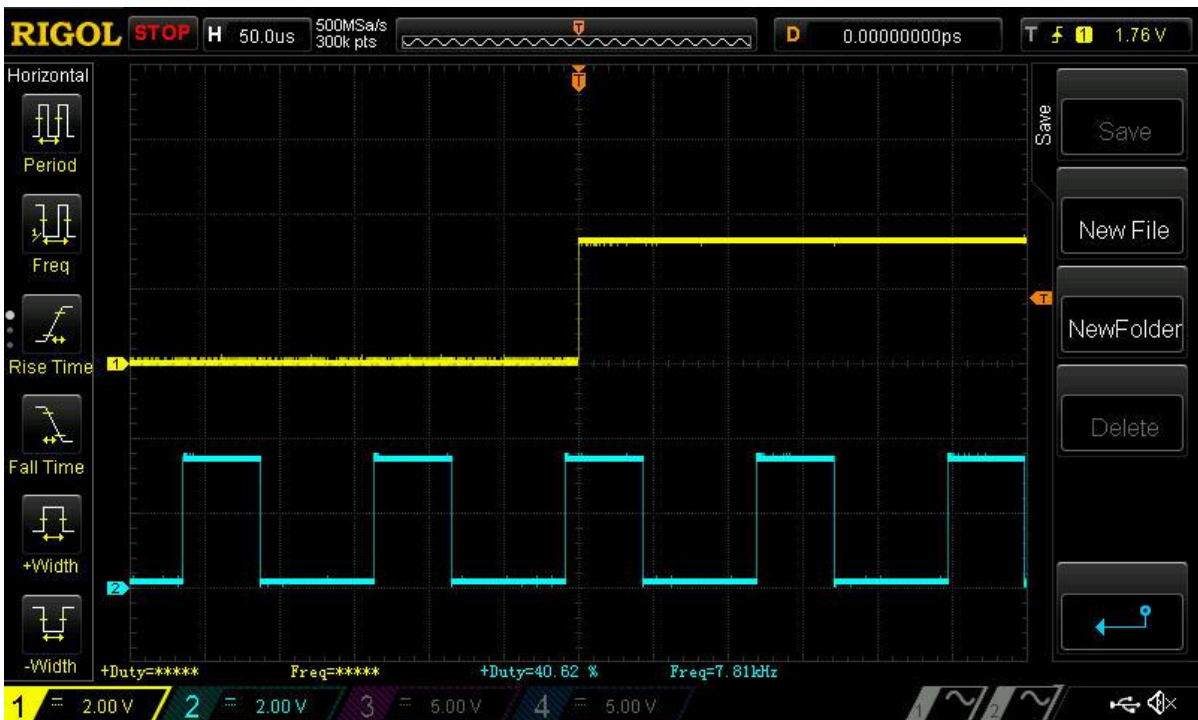 RIGOL STOP H 50.0us 500MSa/s 300k pts T D 0.00000000ps T 1 1.76 V
Horizontal
Period
Freq
Rise Time
Fall Time
+Width
-Width
T
T
1
2
Save
Save
New File
NewFolder
Delete
+Duty=***** Freq=***** +Duty=40.62 % Freq=7.81kHz
1 = 2.00 V 2 = 2.00 V 3 = 5.00 V 4 = 5.00 V 1 2